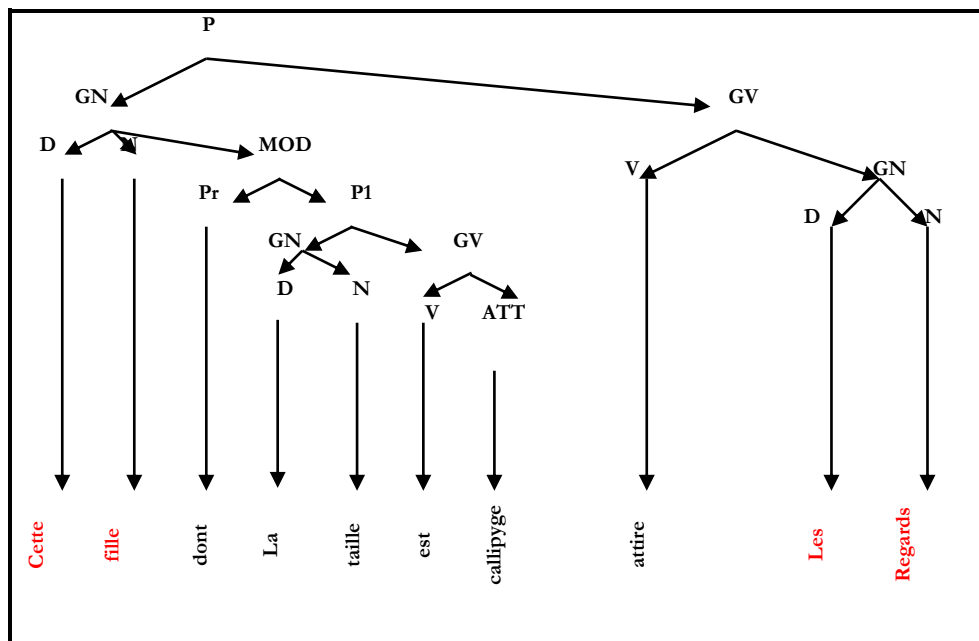 P
GN GV
D N MOD
V GN
Pr P1
D N
GN GV
D N
V ATT
Cette fille dont La taille est callipyge attire Les Regards